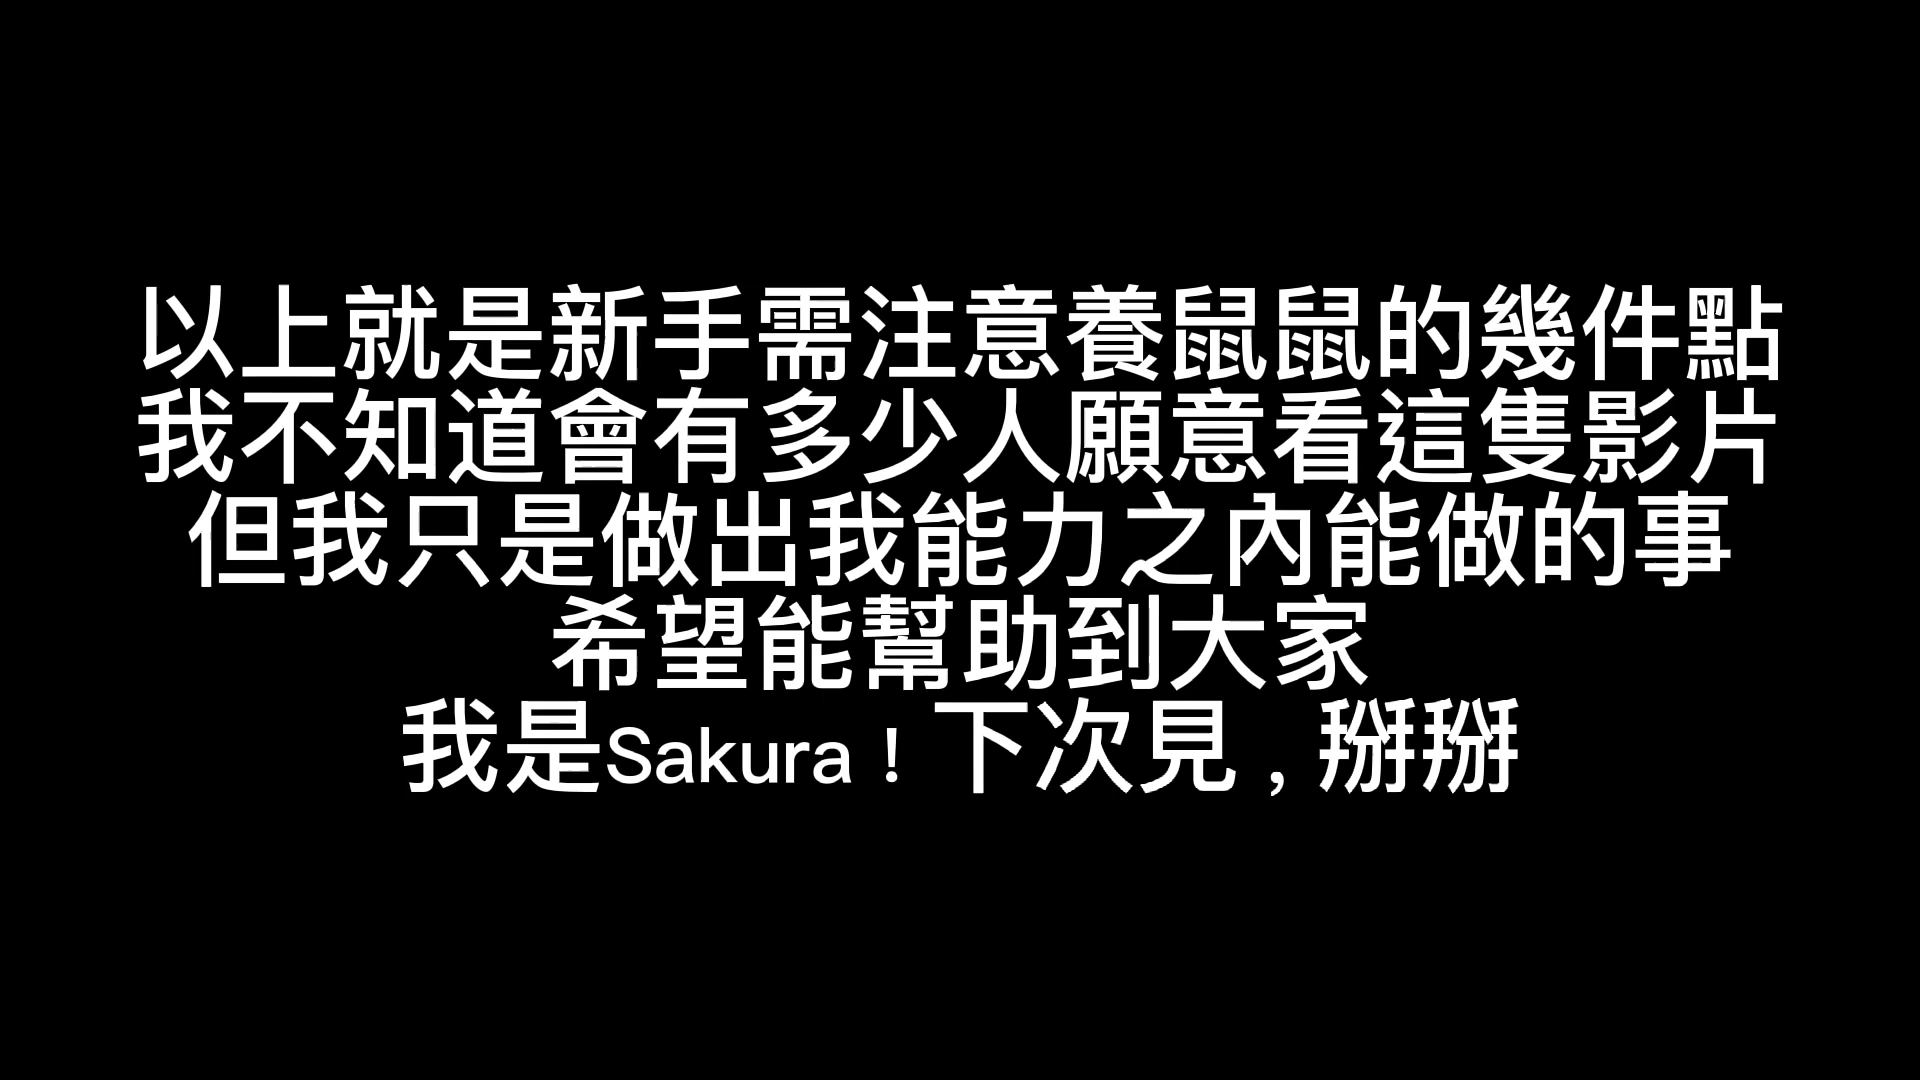 以上就是新手需注意養鼠鼠的幾件點
我不知道會有多少人願意看這隻影片
但我只是做出我能力之內能做的事
希望能幫助到大家
我是Sakura！下次見，掰掰